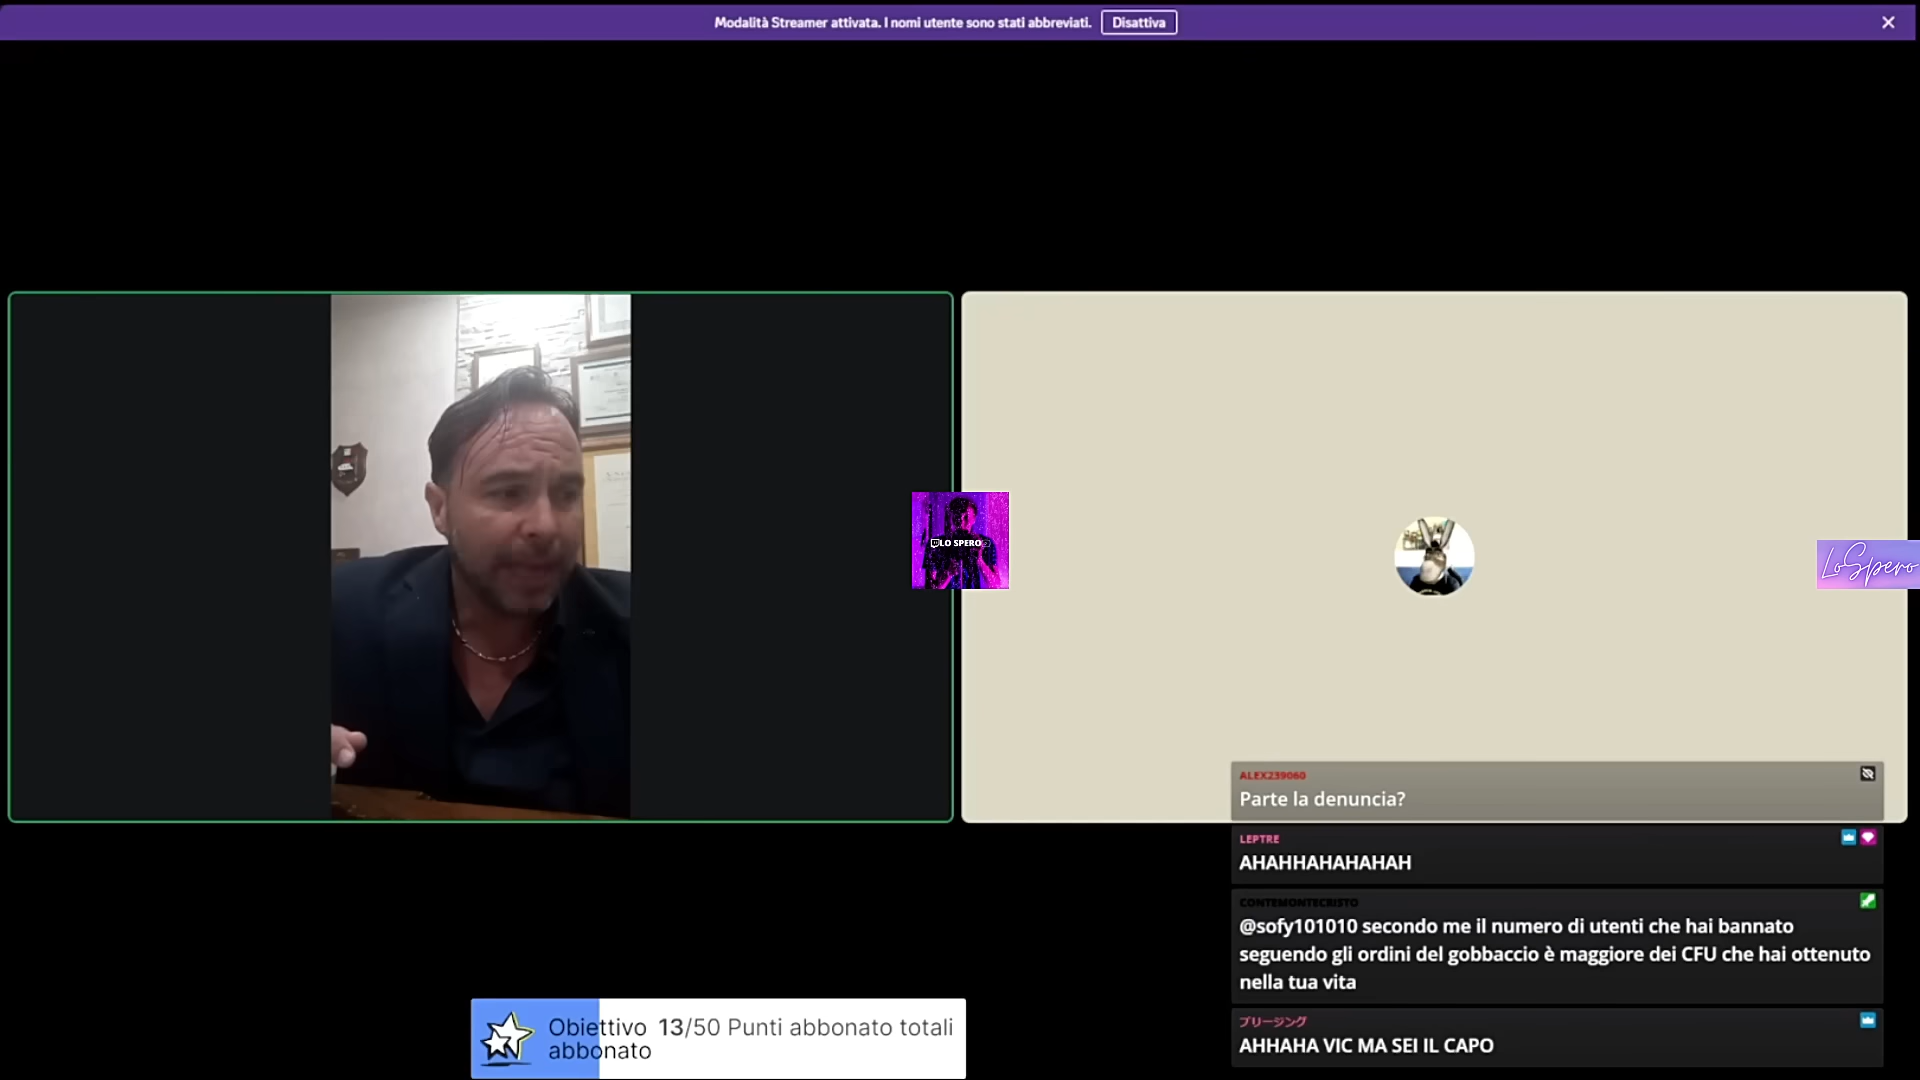 Modalità Streamer attivata. I nomi utente sono stati abbreviati. Disattiva
LO SPERO
LoSpero
ALEX239060
Parte la denuncia?
LEPTRE
AHAHHAHAHAHAH
CONTEMONTECRISTO
@sofy101010 secondo me il numero di utenti che hai bannato
seguendo gli ordini del gobbaccio è maggiore dei CFU che hai ottenuto
nella tua vita
ブリージング
AHHAHA VIC MA SEI IL CAPO
Obiettivo 13/50 Punti abbonato totali
abbonato